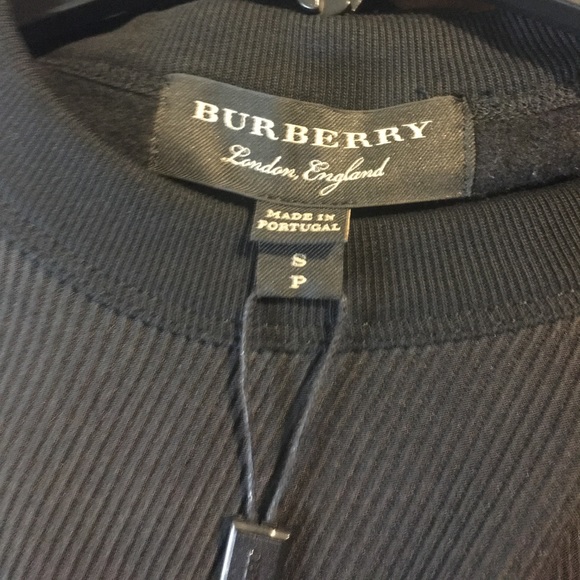 BURBERRY
London, England
MADE IN
PORTUGAL
S
P